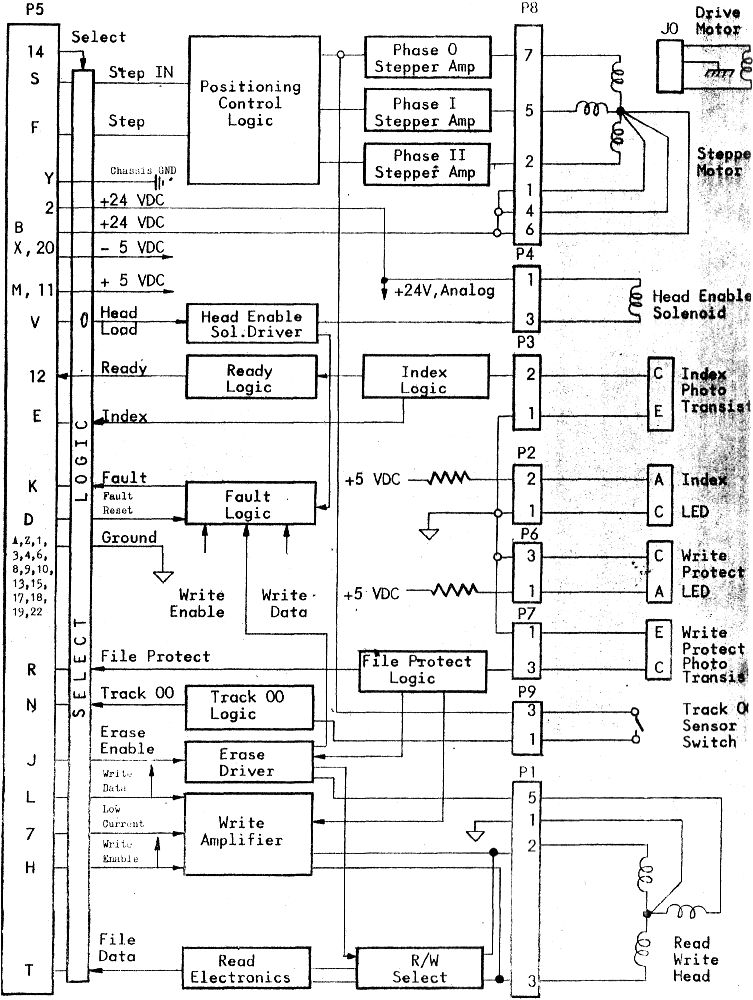 P5
P8
Drive
Motor
J0
14
Select
S
Step IN
Positioning
Control
Logic
Phase 0
Stepper Amp
7
F
Step
Phase I
Stepper Amp
5
Phase II
Stepper Amp
2
Motor
Y
Chassis GND
1
2
+24 VDC
4
B
+24 VDC
6
X, 20
- 5 VDC
P4
M, 11
+ 5 VDC
+24V, Analog
1
Head Enable
Solenoid
V
Head
Load
Head Enable
Sol. Driver
3
P3
12
Ready
Ready
Logic
Index
Logic
2
C
Index
Photo
E
Index
1
E
P2
K
Fault
Fault
Logic
+5 VDC
2
A
Index
Fault
Reset
D
1
C
LED
A,Z,1,
3,4,6,
8,9,10,
13,15,
17,18,
19,22
Ground
P6
3
C
Write
Protect
LED
Write
Enable
Write
Data
+5 VDC
1
A
P7
SELECT LOGIC
1
E
Write
Protect
Photo
R
File Protect
File Protect
Logic
3
C
N
Track 00
Track 00
Logic
P9
3
Track
Sensor
Switch
1
J
Erase
Enable
Erase
Driver
P1
L
Write
Data
Write
Amplifier
5
7
Low
Current
1
H
Write
Enable
2
T
File
Data
Read
Electronics
R/W
Select
3
Read
Write
Head